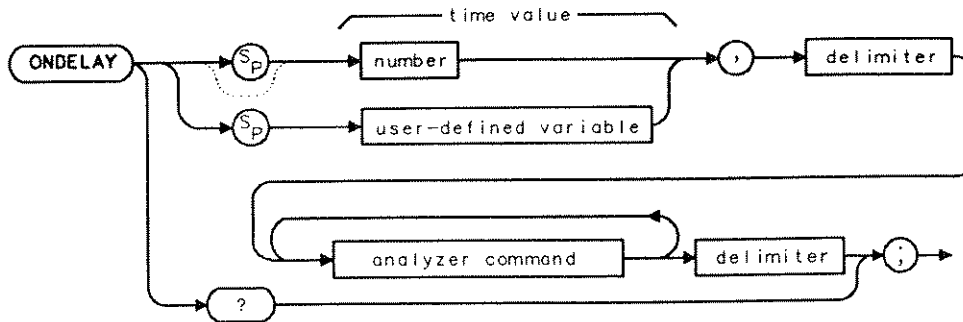 time value
ONDELAY
SP
number
,
delimiter
SP
user-defined variable
analyzer command
delimiter
;
?